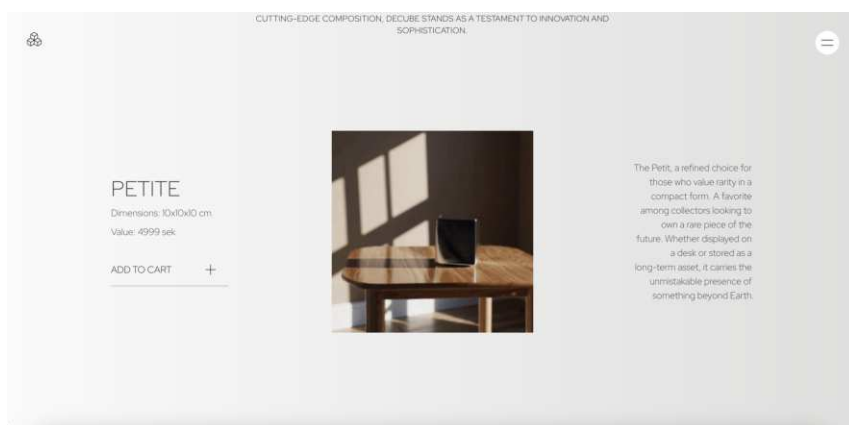 CUTTING-EDGE COMPOSITION, DECUBE STANDS AS A TESTAMENT TO INNOVATION AND
SOPHISTICATION.
PETITE
Dimensions: 10x10x10 cm
Value: 4999 sek
ADD TO CART +
The Petit, a refined choice for
those who value rarity in a
compact form. A favorite
among collectors looking to
own a rare piece of the
future. Whether displayed on
a desk or stored as a
long-term asset, it carries the
unmistakable presence of
something beyond Earth.